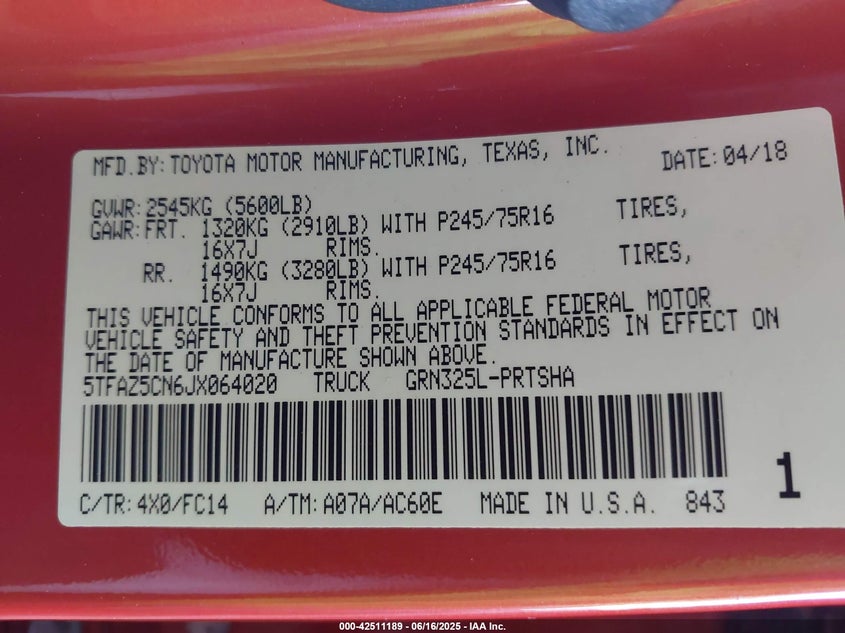 MFD.BY: TOYOTA MOTOR MANUFACTURING, TEXAS, INC. DATE: 04/18
GVWR: 2545KG (5600LB)
GAWR: FRT. 1320KG (2910LB) WITH P245/75R16 TIRES,
16X7J RIMS.
RR. 1490KG (3280LB) WITH P245/75R16 TIRES,
16X7J RIMS.
THIS VEHICLE CONFORMS TO ALL APPLICABLE FEDERAL MOTOR
VEHICLE SAFETY AND THEFT PREVENTION STANDARDS IN EFFECT ON
THE DATE OF MANUFACTURE SHOWN ABOVE.
5TFAZ5CN6JX064020 TRUCK GRN325L-PRTSHA
1
C/TR: 4X0/FC14 A/TM: A07A/AC60E MADE IN U.S.A. 843
000-42511189 - 06/16/2025 - IAA Inc.